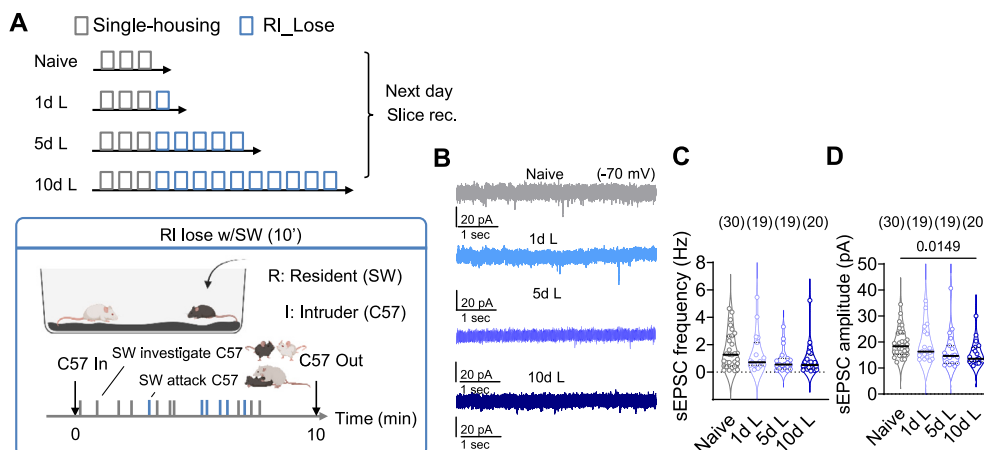 A
Single-housing
RI_Lose
Naive
1d L
5d L
10d L
Next day
Slice rec.
RI lose w/SW (10')
R: Resident (SW)
I: Intruder (C57)
C57 In
SW investigate C57
SW attack C57
C57 Out
Time (min)
0
10
B
Naive
(-70 mV)
20 pA
1 sec
1d L
20 pA
1 sec
5d L
20 pA
1 sec
10d L
20 pA
1 sec
C
(30) (19) (19) (20)
sEPSC frequency (Hz)
8
6
4
2
0
Naive
1d L
5d L
10d L
D
(30) (19) (19) (20
0.0149
sEPSC amplitude (pA)
50
40
30
20
10
0
Naive
1d L
5d L
10d L